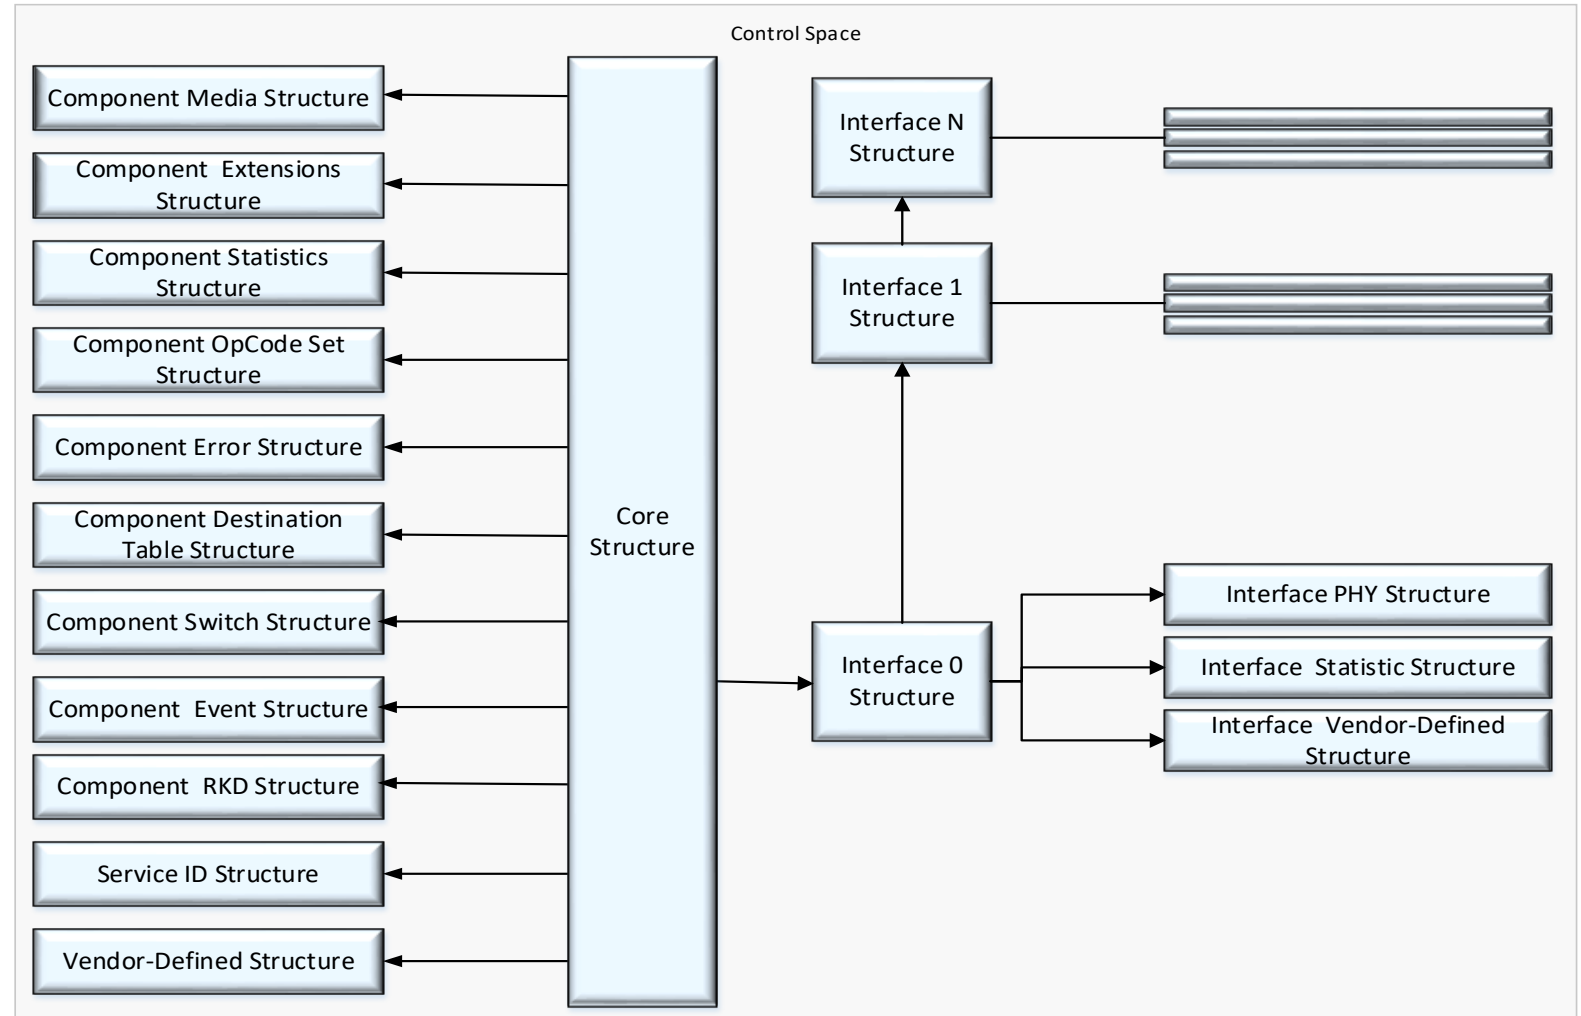 Control Space
Component Media Structure
Component Extensions
Structure
Component Statistics
Structure
Component OpCode Set
Structure
Component Error Structure
Component Destination
Table Structure
Component Switch Structure
Component Event Structure
Component RKD Structure
Service ID Structure
Vendor-Defined Structure
Core
Structure
Interface N
Structure
Interface 1
Structure
Interface 0
Structure
Interface PHY Structure
Interface Statistic Structure
Interface Vendor-Defined
Structure